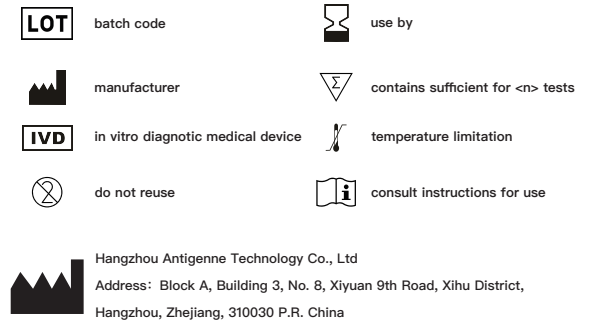 LOT batch code use by
manufacturer Σ contains sufficient for <n> tests
IVD in vitro diagnostic medical device temperature limitation
2 do not reuse i consult instructions for use
Hangzhou Antigenne Technology Co., Ltd
Address: Block A, Building 3, No. 8, Xiyuan 9th Road, Xihu District,
Hangzhou, Zhejiang, 310030 P.R. China